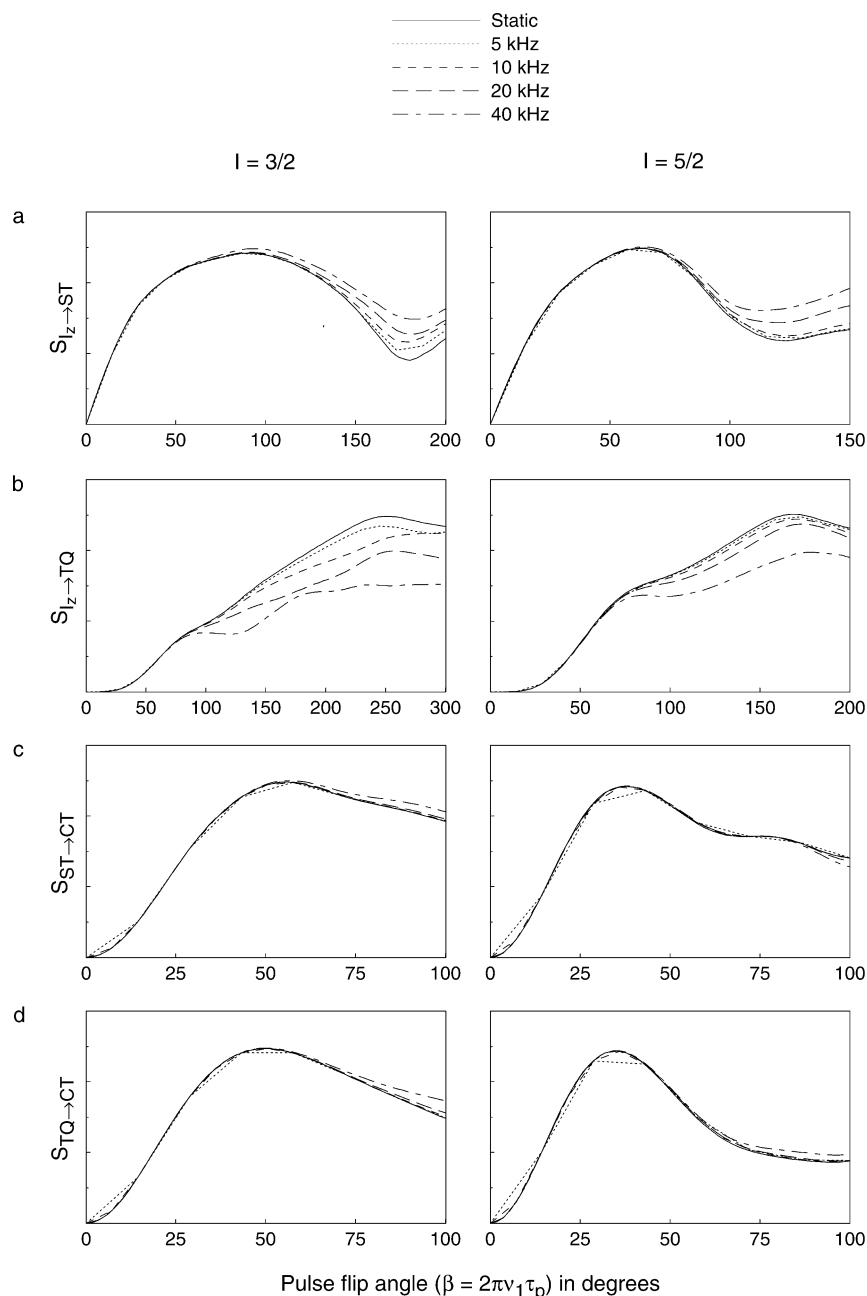 Static
5 kHz
10 kHz
20 kHz
40 kHz
I = 3/2 I = 5/2
a
S_{I_z→ST}
0 50 100 150 200
0 50 100 150
b
S_{I_z→TQ}
0 50 100 150 200 250 300
0 50 100 150 200
c
S_{ST→CT}
0 25 50 75 100
0 25 50 75 100
d
S_{TQ→CT}
0 25 50 75 100
0 25 50 75 100
Pulse flip angle (β = 2πν₁τ_p) in degrees